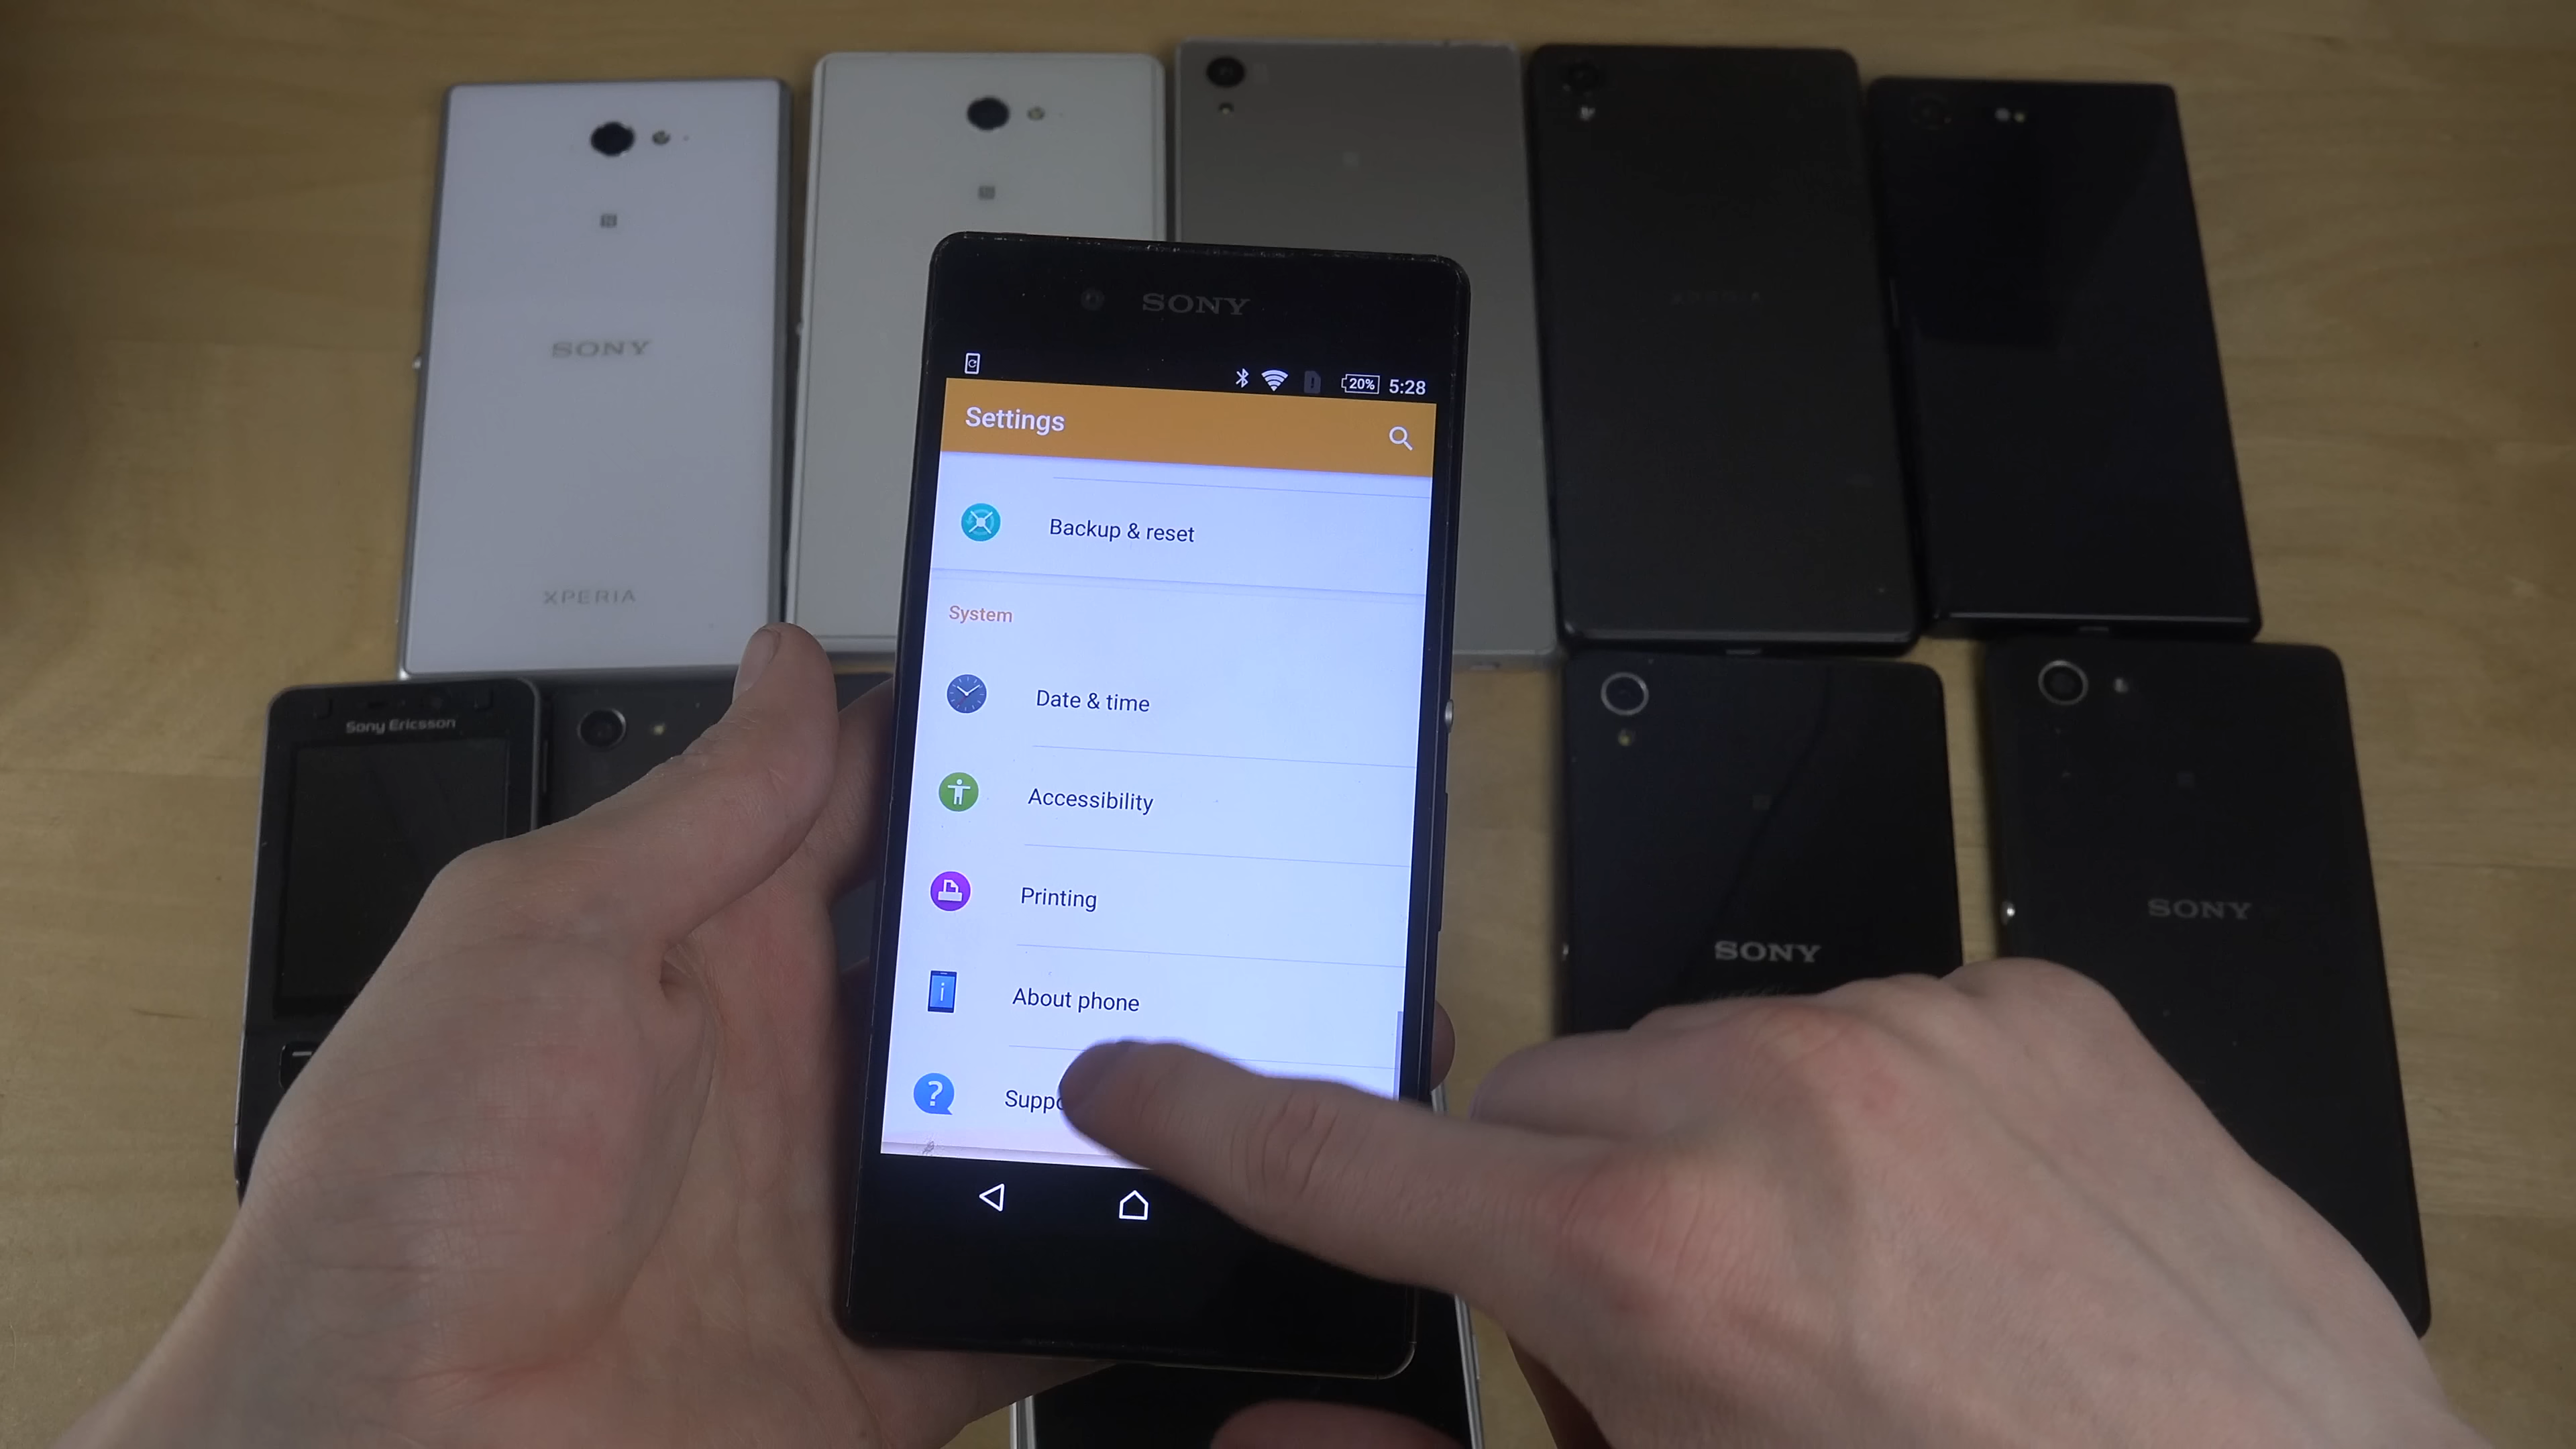 SONY
XPERIA
SONY
20% 5:28
Settings
Backup & reset
System
Date & time
Accessibility
Printing
About phone
Suppo
Sony Ericsson
SONY
SONY